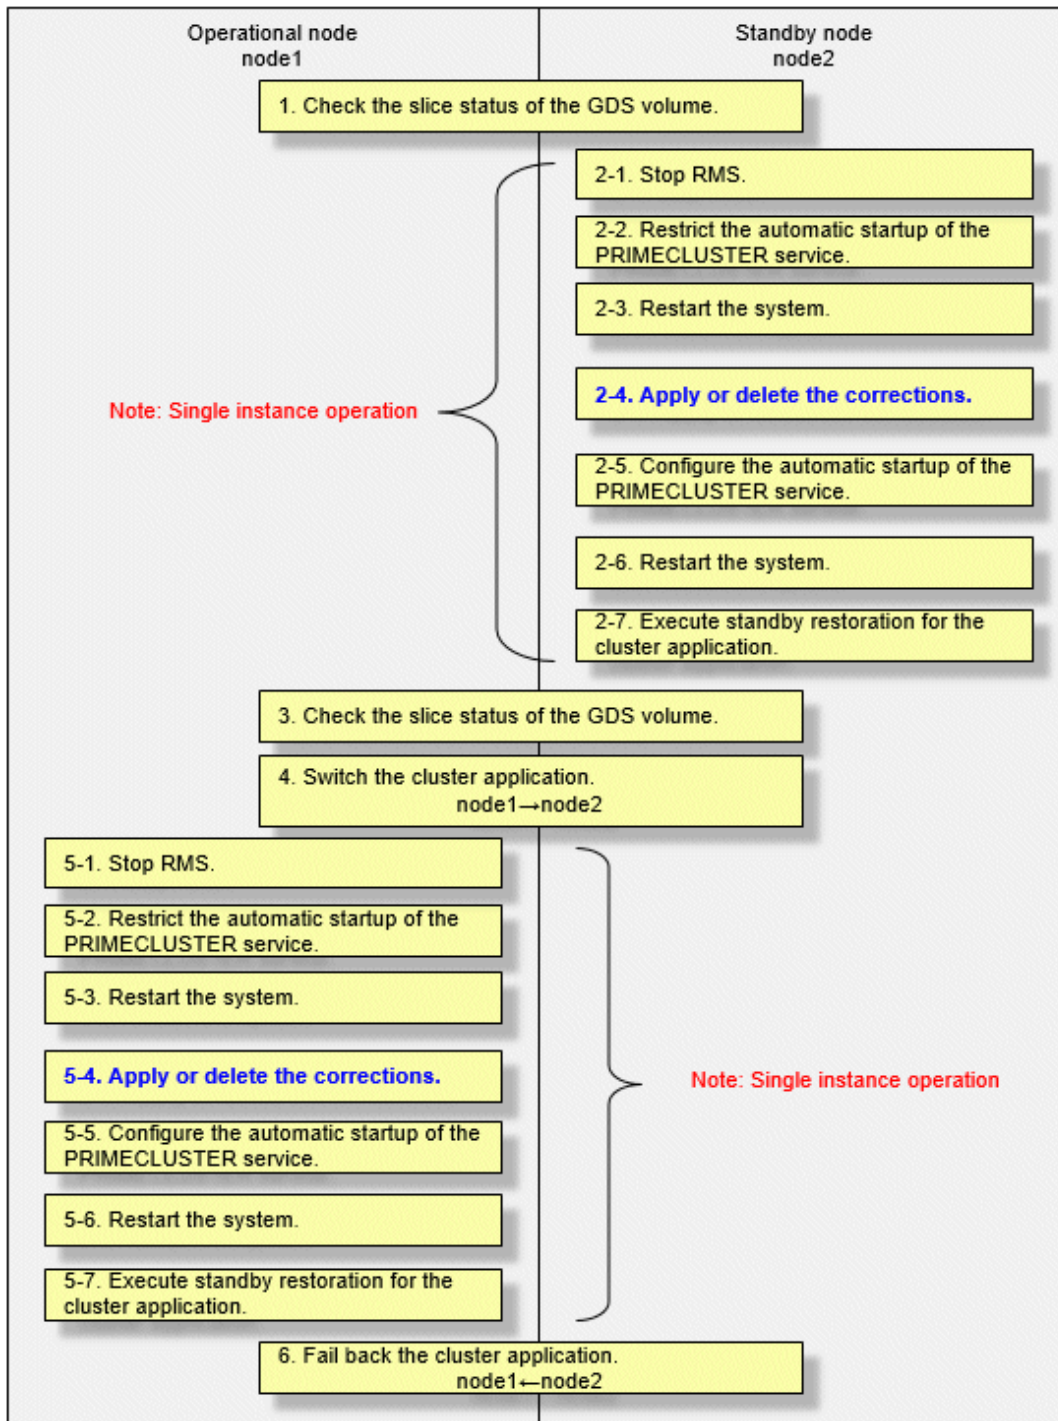 Operational node
node1
Standby node
node2
1. Check the slice status of the GDS volume.
2-1. Stop RMS.
2-2. Restrict the automatic startup of the
PRIMECLUSTER service.
2-3. Restart the system.
Note: Single instance operation
2-4. Apply or delete the corrections.
2-5. Configure the automatic startup of the
PRIMECLUSTER service.
2-6. Restart the system.
2-7. Execute standby restoration for the
cluster application.
3. Check the slice status of the GDS volume.
4. Switch the cluster application.
node1→node2
5-1. Stop RMS.
5-2. Restrict the automatic startup of the
PRIMECLUSTER service.
5-3. Restart the system.
5-4. Apply or delete the corrections.
Note: Single instance operation
5-5. Configure the automatic startup of the
PRIMECLUSTER service.
5-6. Restart the system.
5-7. Execute standby restoration for the
cluster application.
6. Fail back the cluster application.
node1←node2